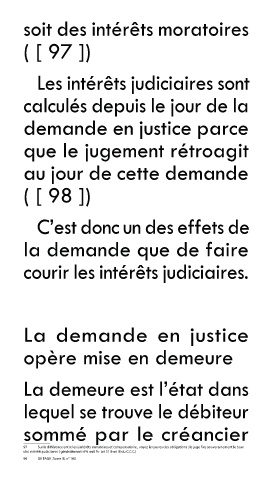 soit des intérêts moratoires
( [ 97 ])
Les intérêts judiciaires sont
calculés depuis le jour de la
demande en justice parce
que le jugement rétroagit
au jour de cette demande
( [ 98 ])
C'est donc un des effets de
la demande que de faire
courir les intérêts judiciaires.
La demande en justice
opère mise en demeure
La demeure est l'état dans
lequel se trouve le débiteur
sommé par le créancier
97
98